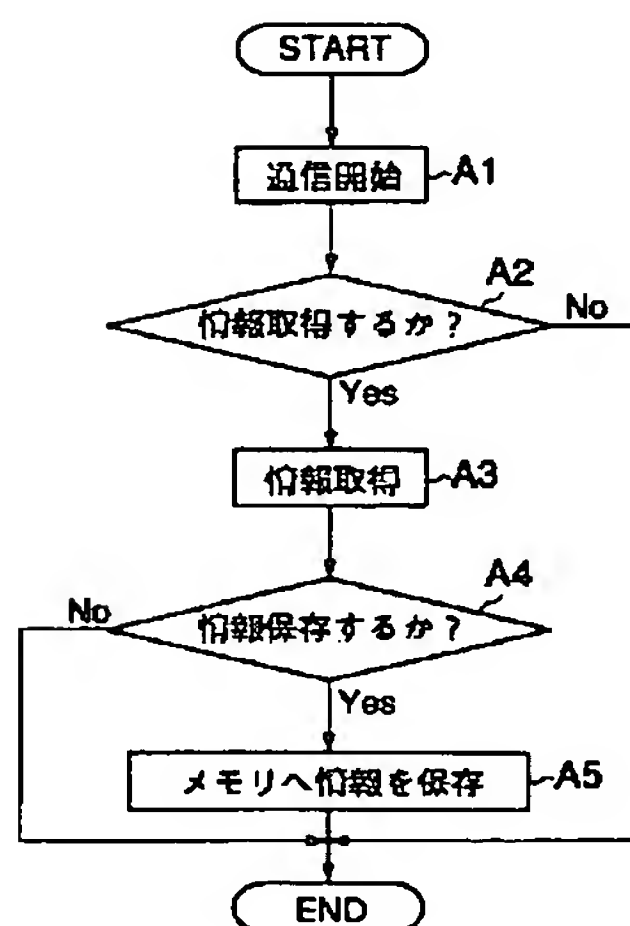 START
通信開始 A1
A2
情報取得するか？ No
Yes
情報取得 A3
A4
No 情報保存するか？
Yes
メモリへ情報を保存 A5
END